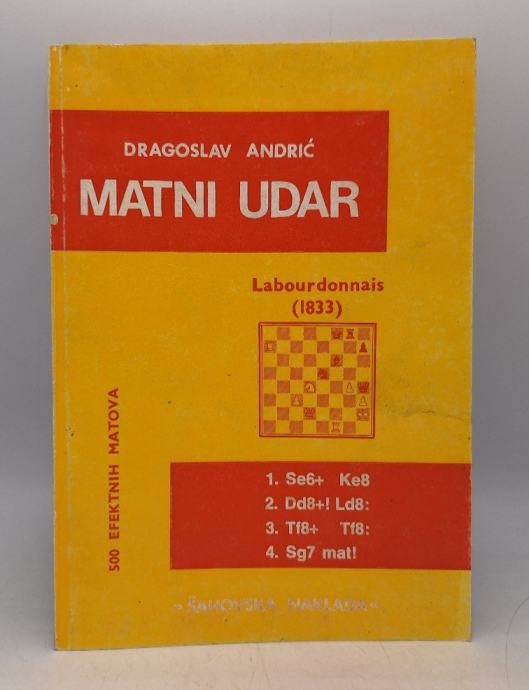 DRAGOSLAV ANDRIĆ
MATNI UDAR
Labourdonnais
(1833)
500 EFEKTNIH MATOVA
1. Se6+ Ke8
2. Dd8+! Ld8:
3. Tf8+ Tf8:
4. Sg7 mat!
»ŠAHOVSKA NAKLADA«